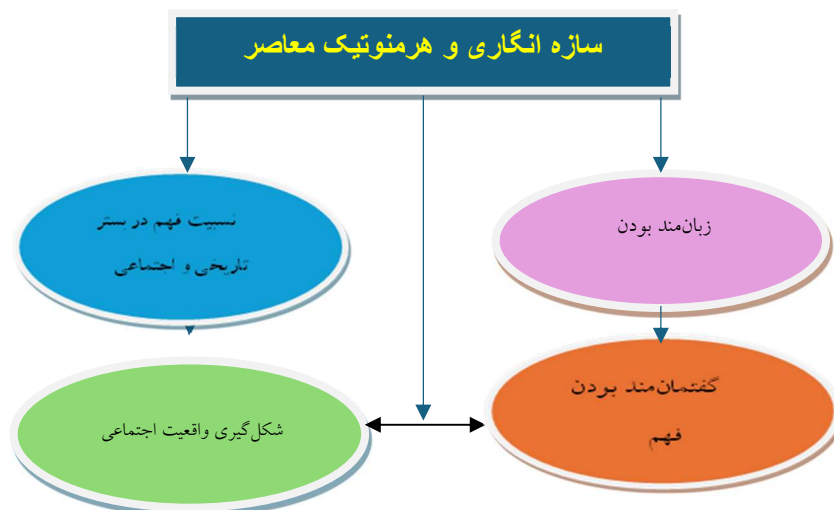 سازه انگاری و هرمنوتیک معاصر
زبان‌مند بودن
نسبیت فهم در بستر
تاریخی و اجتماعی
گفتمان‌مند بودن
فهم
شکل‌گیری واقعیت اجتماعی